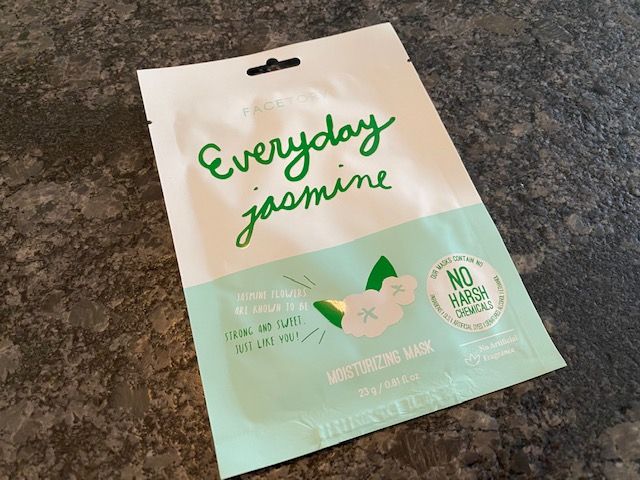 FACETORY
Everyday
jasmine
JASMINE FLOWERS
ARE KNOWN TO BE
STRONG AND SWEET.
JUST LIKE YOU!
MOISTURIZING MASK
23 g / 0.81 fl. oz
OUR MASKS CONTAIN NO
NO
HARSH
CHEMICALS
No Artificial
Fragrance